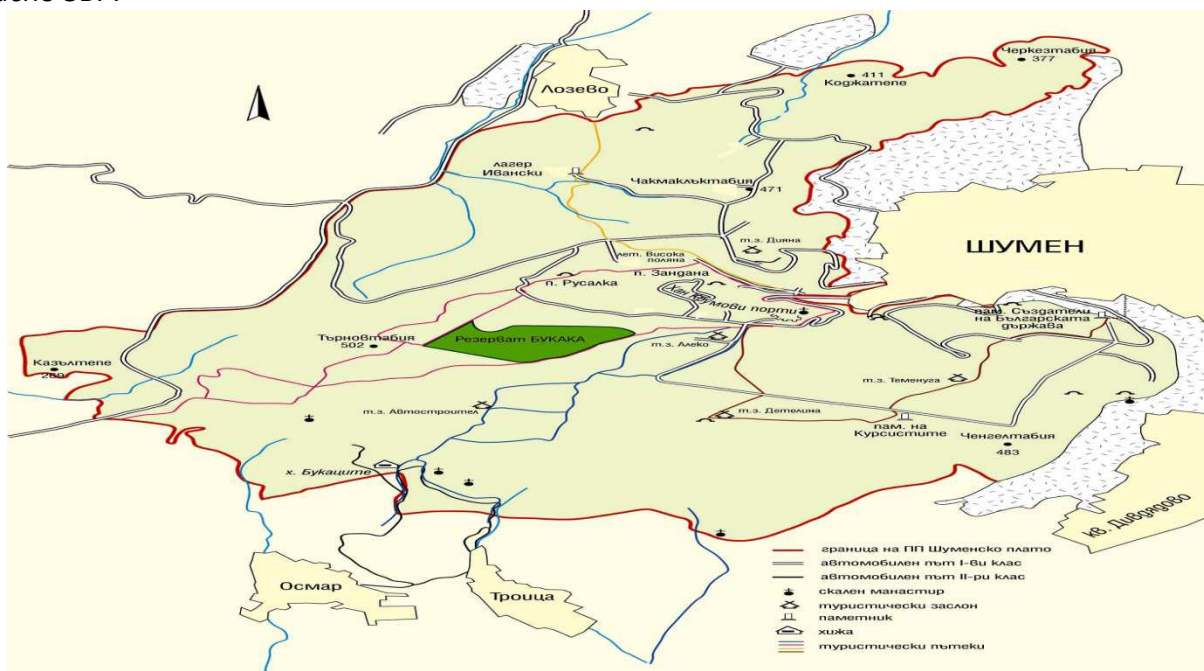 Черкезтабия
377
411
Коджатепе
Лозево
лагер
Ивански
Чакмаклъктабия
471
ШУМЕН
т.з. Дияна
лет. Висока
поляна
п. Зандана
п. Русалка
Хан Крумови порти
пам. Създатели
на Българската
държава
Резерват БУКАКА
т.з. Алеко
Търновтабия
502
Казълтепе
т.з. Теменуга
т.з. Автостроител
т.з. Детелина
пам. на
Курсистите
Ченгелтабия
483
х. Букаците
кв. Дивдядово
Осмар
Троица
граница на ПП Шуменско плато
автомобилен път I-ви клас
автомобилен път II-ри клас
скален манастир
туристически заслон
паметник
хижа
туристически пътеки